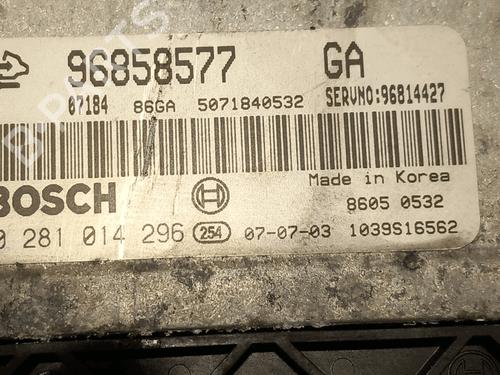 96858577 GA
07184 86GA 5071840532 SERVNO:96814427
Made in Korea
BOSCH
8605 0532
0 281 014 296 254 07-07-03 1039S16562